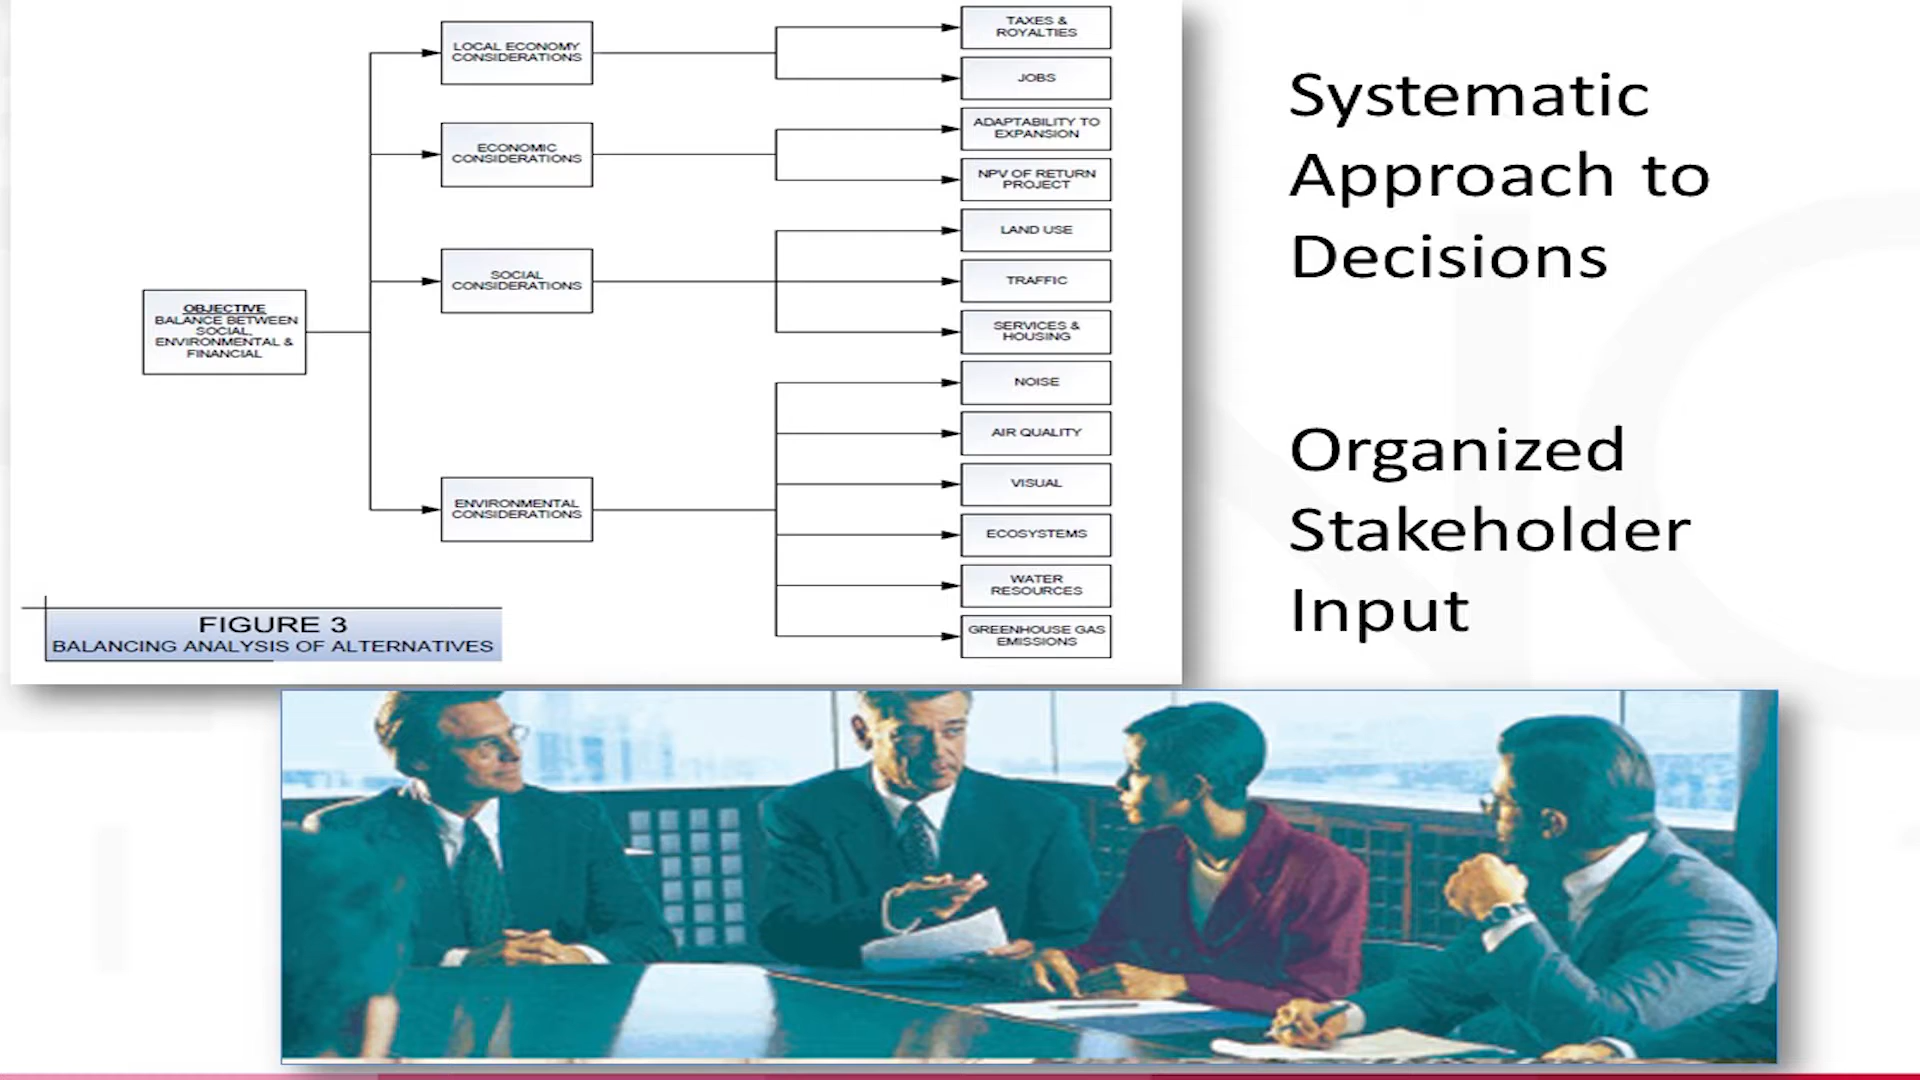 LOCAL ECONOMY
CONSIDERATIONS
TAXES &
ROYALTIES
JOBS
ECONOMIC
CONSIDERATIONS
ADAPTABILITY TO
EXPANSION
NPV OF RETURN
PROJECT
SOCIAL
CONSIDERATIONS
LAND USE
TRAFFIC
SERVICES &
HOUSING
OBJECTIVE
BALANCE BETWEEN
SOCIAL,
ENVIRONMENTAL &
FINANCIAL
ENVIRONMENTAL
CONSIDERATIONS
NOISE
AIR QUALITY
VISUAL
ECOSYSTEMS
WATER
RESOURCES
GREENHOUSE GAS
EMISSIONS
FIGURE 3
BALANCING ANALYSIS OF ALTERNATIVES
Systematic
Approach to
Decisions
Organized
Stakeholder
Input